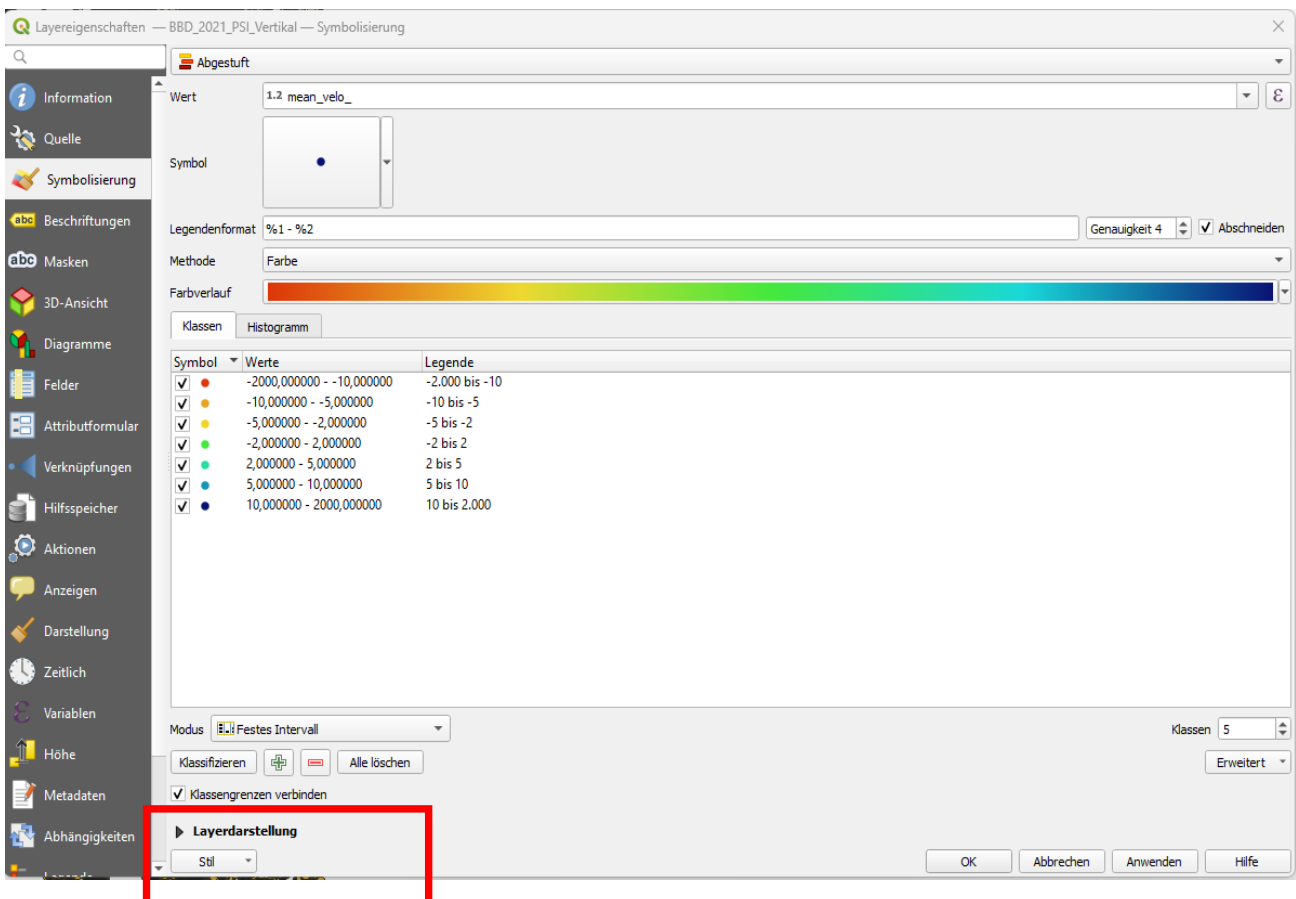 Layereigenschaften — BBD_2021_PSI_Vertikal — Symbolisierung
Abgestuft
Information
Quelle
Symbolisierung
Beschriftungen
Masken
3D-Ansicht
Diagramme
Felder
Attributformular
Verknüpfungen
Hilfsspeicher
Aktionen
Anzeigen
Darstellung
Zeitlich
Variablen
Höhe
Metadaten
Abhängigkeiten
Wert 1.2 mean_velo_ ε
Symbol
Legendenformat %1 - %2 Genauigkeit 4 Abschneiden
Methode Farbe
Farbverlauf
Klassen Histogramm
Symbol Werte Legende
-2000,000000 - -10,000000 -2.000 bis -10
-10,000000 - -5,000000 -10 bis -5
-5,000000 - -2,000000 -5 bis -2
-2,000000 - 2,000000 -2 bis 2
2,000000 - 5,000000 2 bis 5
5,000000 - 10,000000 5 bis 10
10,000000 - 2000,000000 10 bis 2.000
Modus Festes Intervall Klassen 5
Klassifizieren Alle löschen Erweitert
Klassengrenzen verbinden
Layerdarstellung
Stil OK Abbrechen Anwenden Hilfe